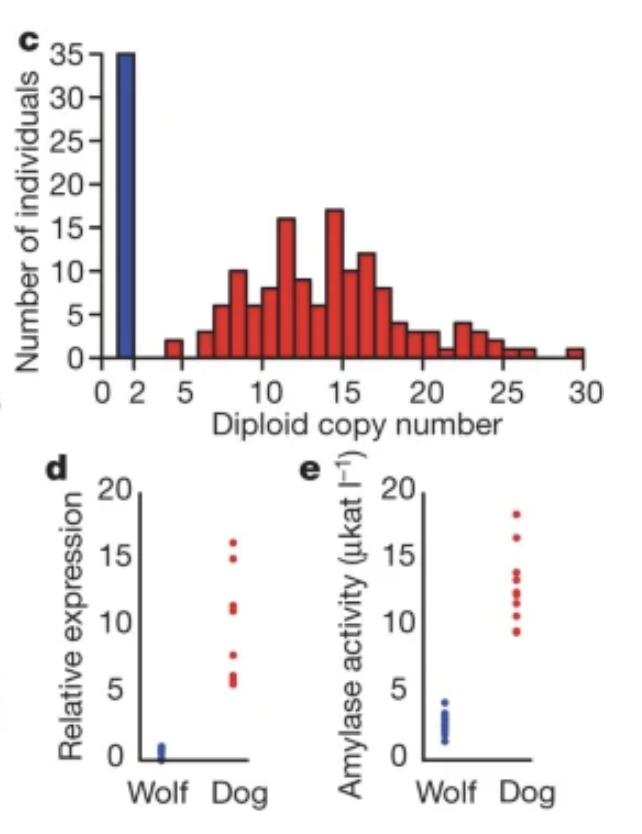 c
Number of individuals
35
30
25
20
15
10
5
0
0 2 5 10 15 20 25 30
Diploid copy number
d
Relative expression
20
15
10
5
0
Wolf Dog
e
Amylase activity (μkat l⁻¹)
20
15
10
5
0
Wolf Dog